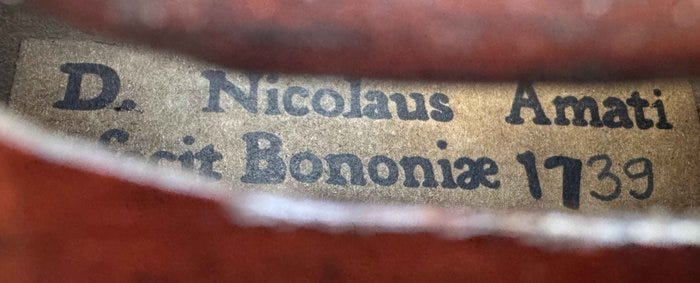 D. Nicolaus Amati
fecit Bononiæ 1739